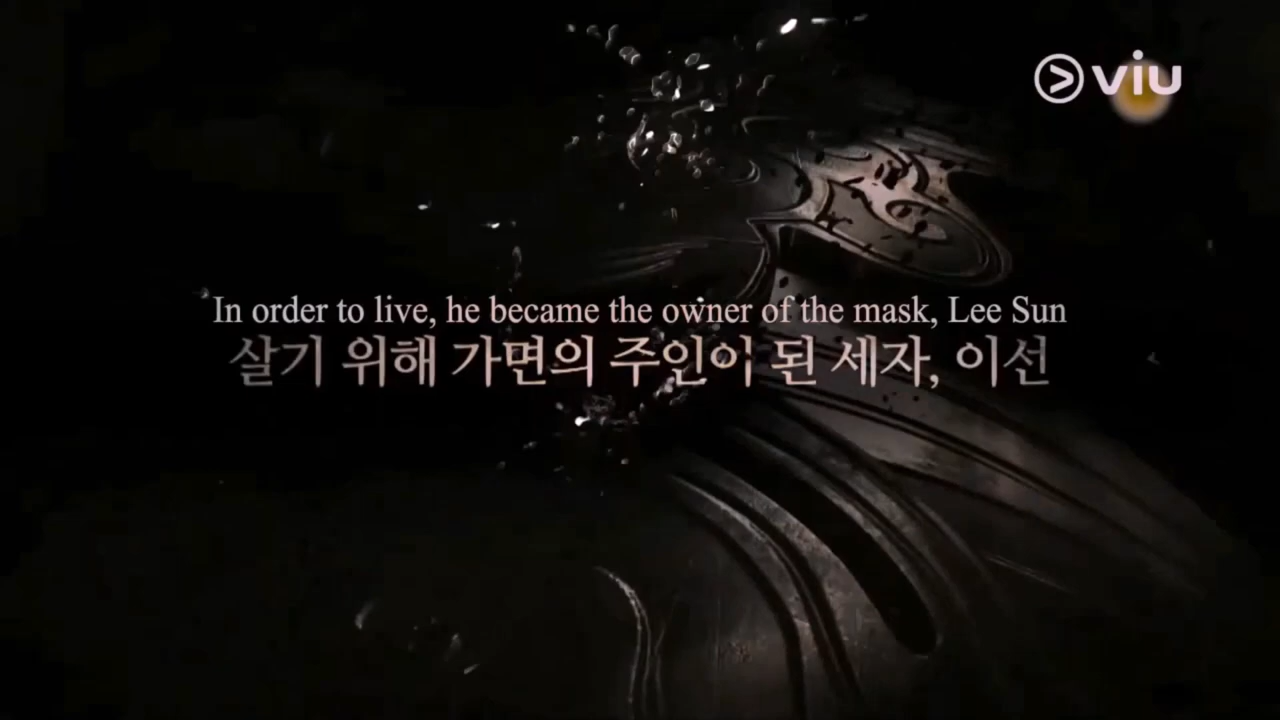 viu
In order to live, he became the owner of the mask, Lee Sun
살기 위해 가면의 주인이 된 세자, 이선